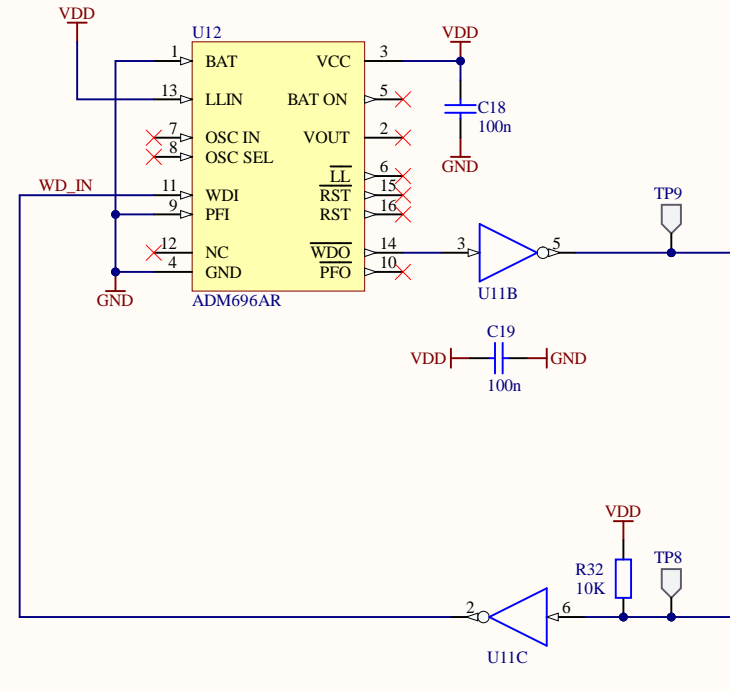 VDD
U12
1 BAT VCC 3
VDD
13 LLIN BAT ON 5
C18
100n
7 OSC IN VOUT 2
8 OSC SEL
GND
LL 6
WD_IN 11 WDI RST 15
9 PFI RST 16
TP9
12 NC WDO 14
3 5
4 GND PFO 10
U11B
GND
ADM696AR
C19
VDD GND
100n
VDD
TP8
R32
10K
2 6
U11C